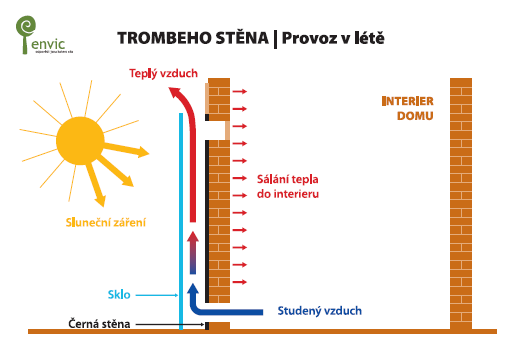 envic
TROMBEHO STĚNA | Provoz v létě
Teplý vzduch
INTERIER
DOMU
Sálání tepla
do interieru
Sluneční záření
Sklo
Studený vzduch
Černá stěna